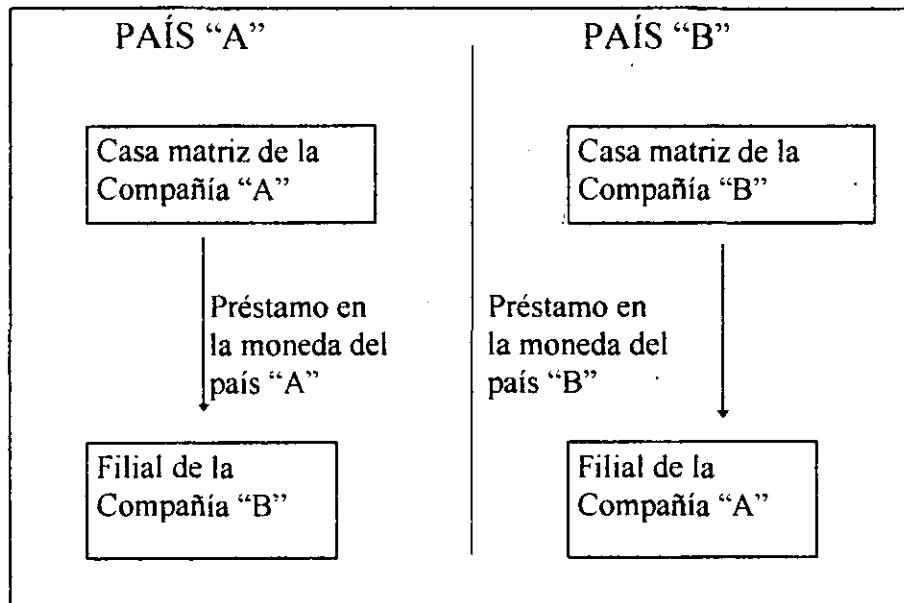 PAÍS “A”
PAÍS “B”
Casa matriz de la
Compañía “A”
Casa matriz de la
Compañía “B”
Préstamo en
la moneda del
país “A”
Préstamo en
la moneda del
país “B”
Filial de la
Compañía “B”
Filial de la
Compañía “A”